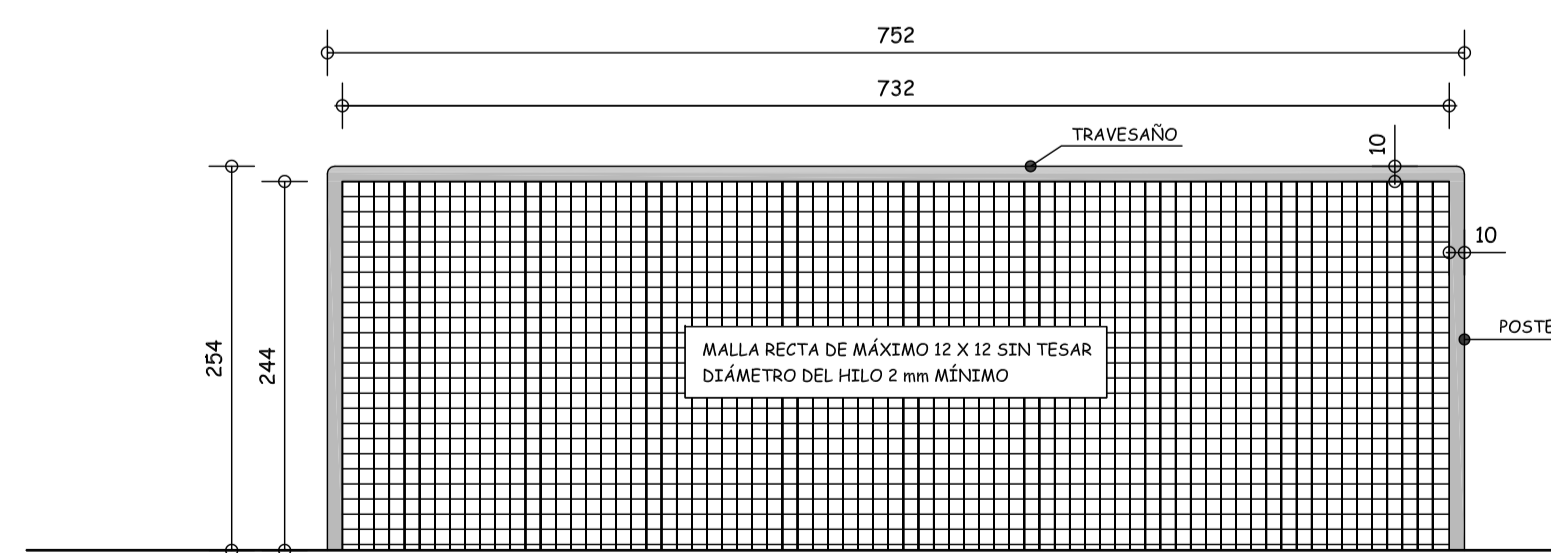 752
732
TRAVESAÑO
10
10
254
244
MALLA RECTA DE MÁXIMO 12 X 12 SIN TESAR
DIÁMETRO DEL HILO 2 mm MÍNIMO
POSTE